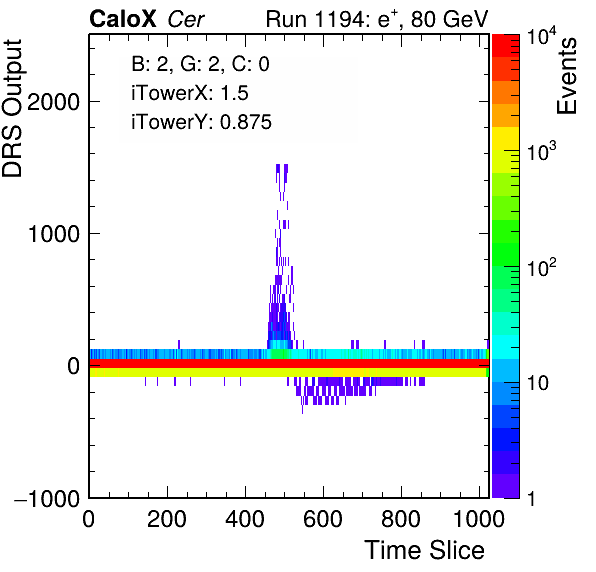 CaloX Cer
Run 1194: e⁺, 80 GeV
B: 2, G: 2, C: 0
iTowerX: 1.5
iTowerY: 0.875
DRS Output
2000
1000
0
−1000
0
200
400
600
800
1000
Time Slice
Events
10⁴
10³
10²
10
1